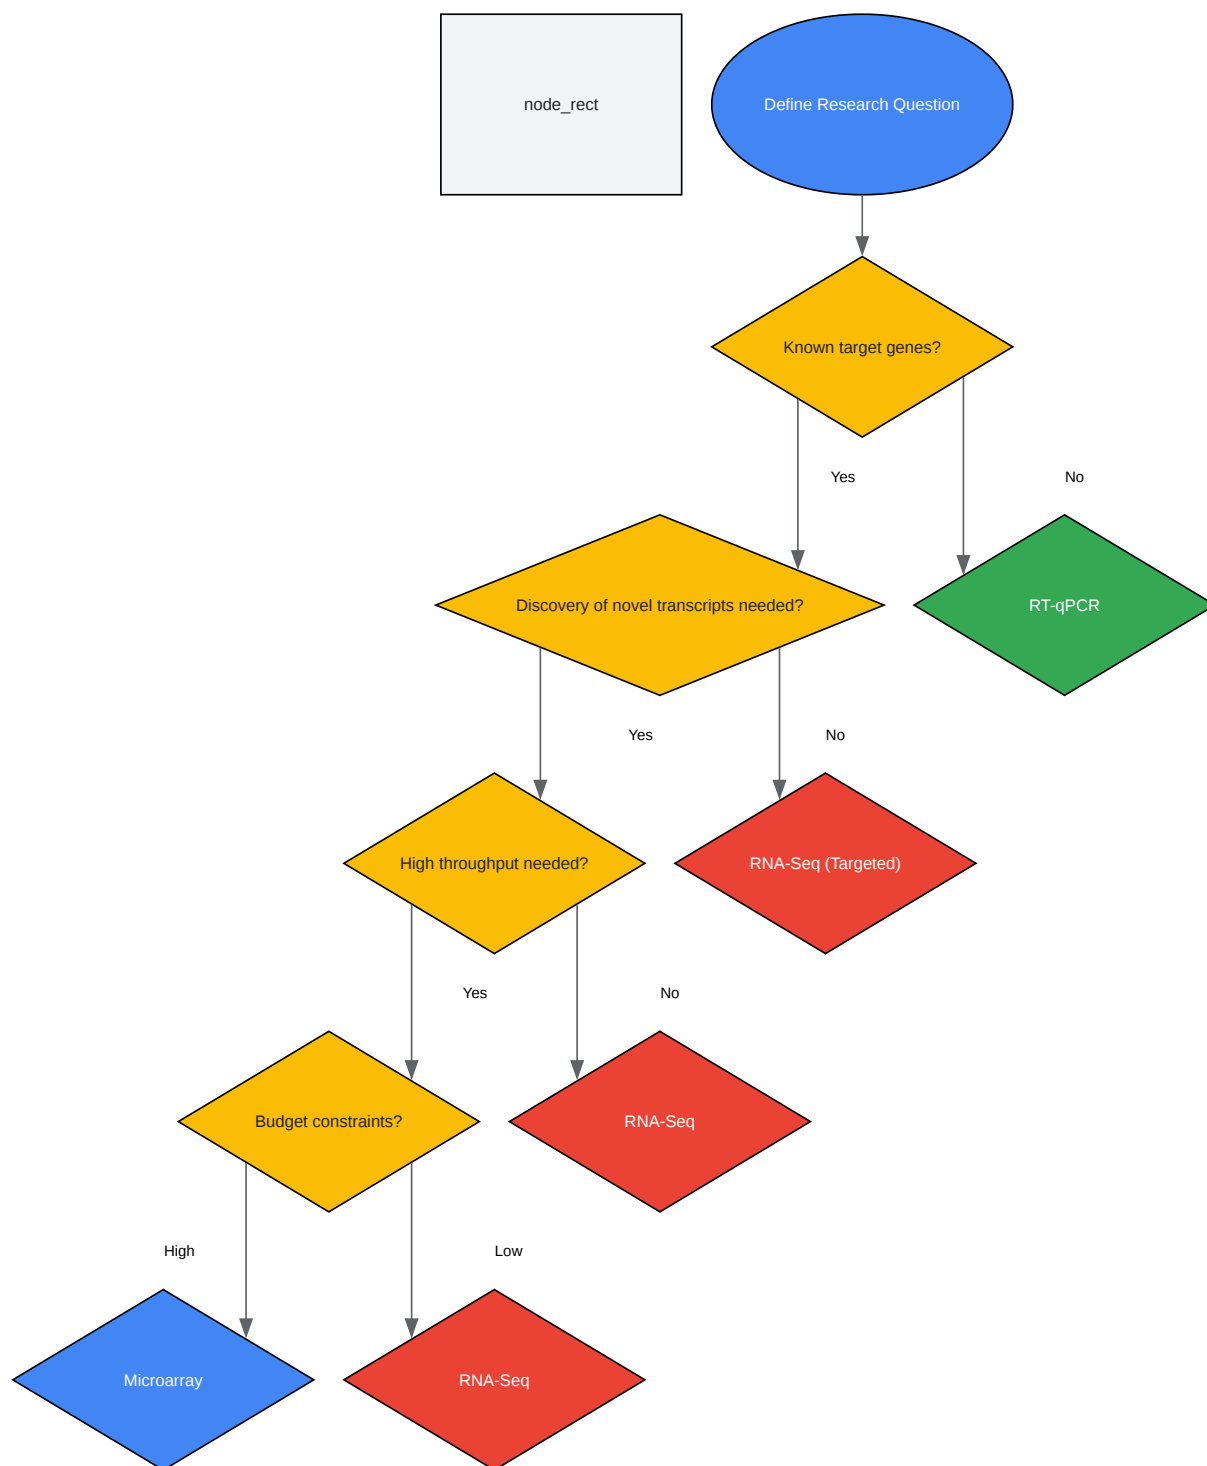 node_rect
Define Research Question
Known target genes?
Yes
No
Discovery of novel transcripts needed?
RT-qPCR
Yes
No
High throughput needed?
RNA-Seq (Targeted)
Yes
No
Budget constraints?
RNA-Seq
High
Low
Microarray
RNA-Seq